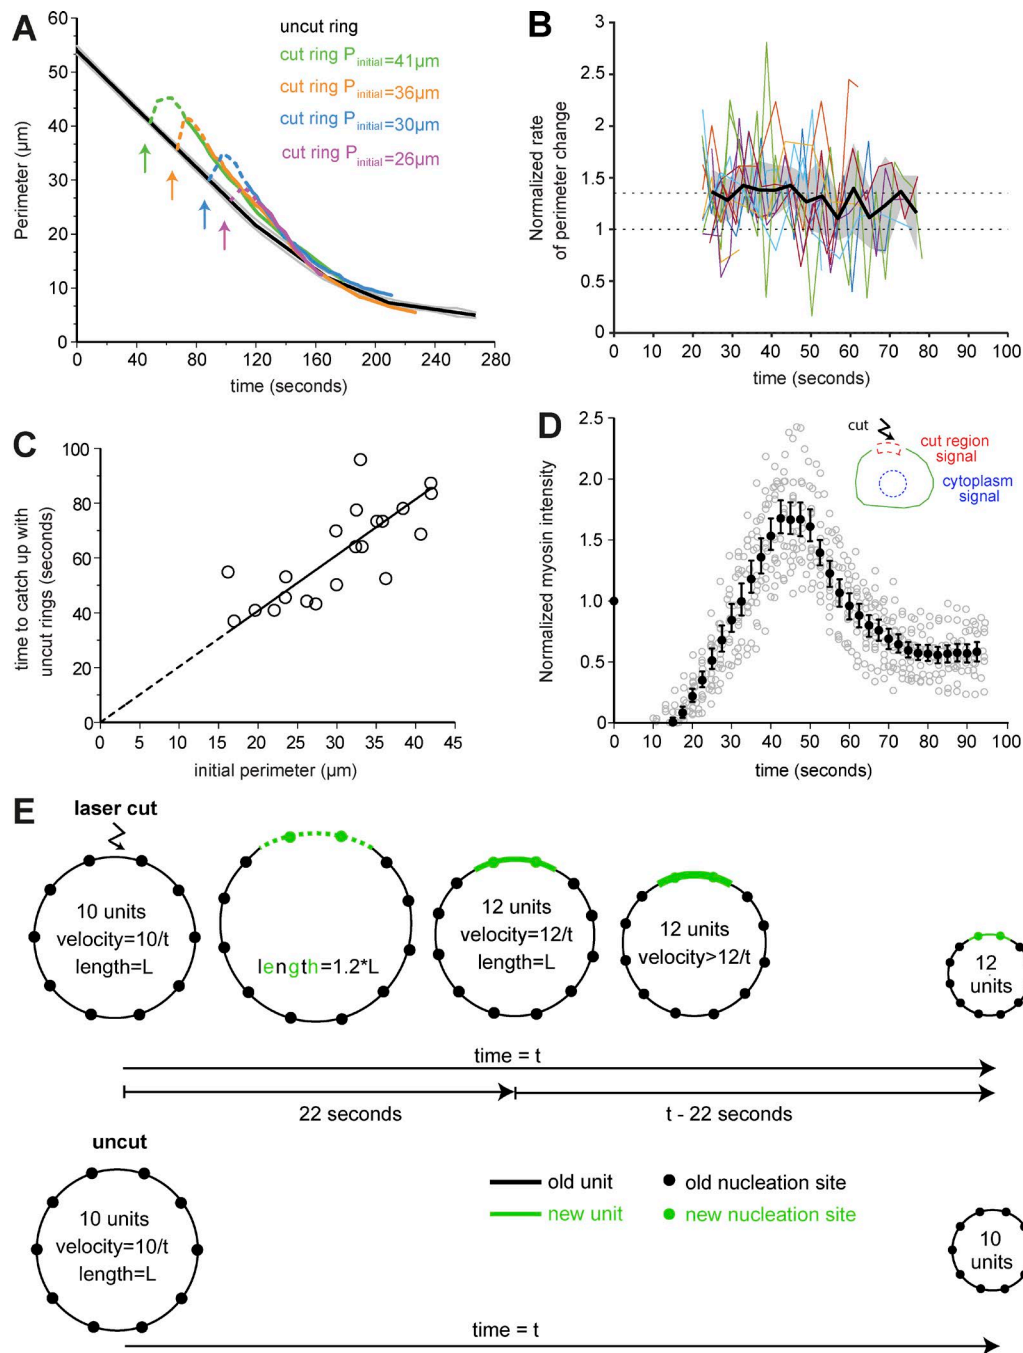 A
60
50
40
30
20
10
0
Perimeter (µm)
0 40 80 120 160 200 240 280
time (seconds)
uncut ring
cut ring P initial =41µm
cut ring P initial =36µm
cut ring P initial =30µm
cut ring P initial =26µm
B
3
2.5
2
1.5
1
0.5
0
Normalized rate
of perimeter change
0 10 20 30 40 50 60 70 80 90 100
time (seconds)
C
100
80
60
40
20
0
time to catch up with
uncut rings (seconds)
0 5 10 15 20 25 30 35 40 45
initial perimeter (µm)
D
2.5
2.0
1.5
1.0
0.5
0
Normalized myosin intensity
0 10 20 30 40 50 60 70 80 90 100
time (seconds)
cut
cut region
signal
cytoplasm
signal
E
laser cut
10 units
velocity=10/t
length=L
length=1.2*L
12 units
velocity=12/t
length=L
12 units
velocity>12/t
12
units
time = t
22 seconds
t - 22 seconds
uncut
10 units
velocity=10/t
length=L
old unit
new unit
old nucleation site
new nucleation site
10
units
time = t